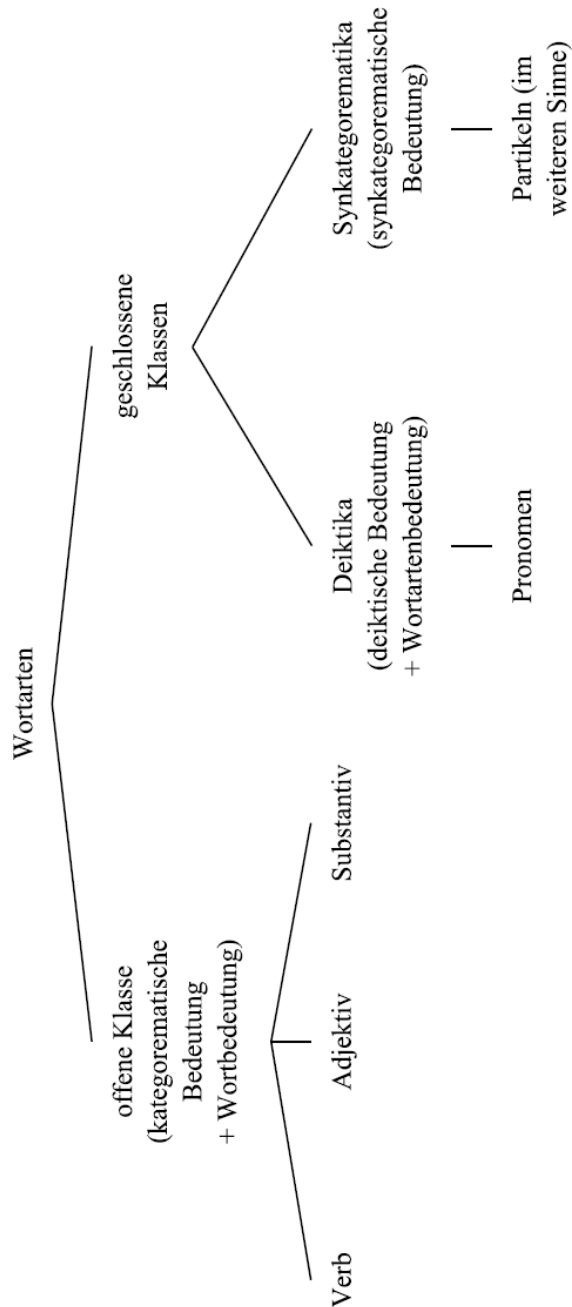 Wortarten
offene Klasse
(kategorematische
Bedeutung
+ Wortbedeutung)
geschlossene
Klassen
Verb
Adjektiv
Substantiv
Deiktika
(deiktische Bedeutung
+ Wortartenbedeutung)
Synkategorematika
(synkategorematische
Bedeutung)
Pronomen
Partikeln (im
weiteren Sinne)